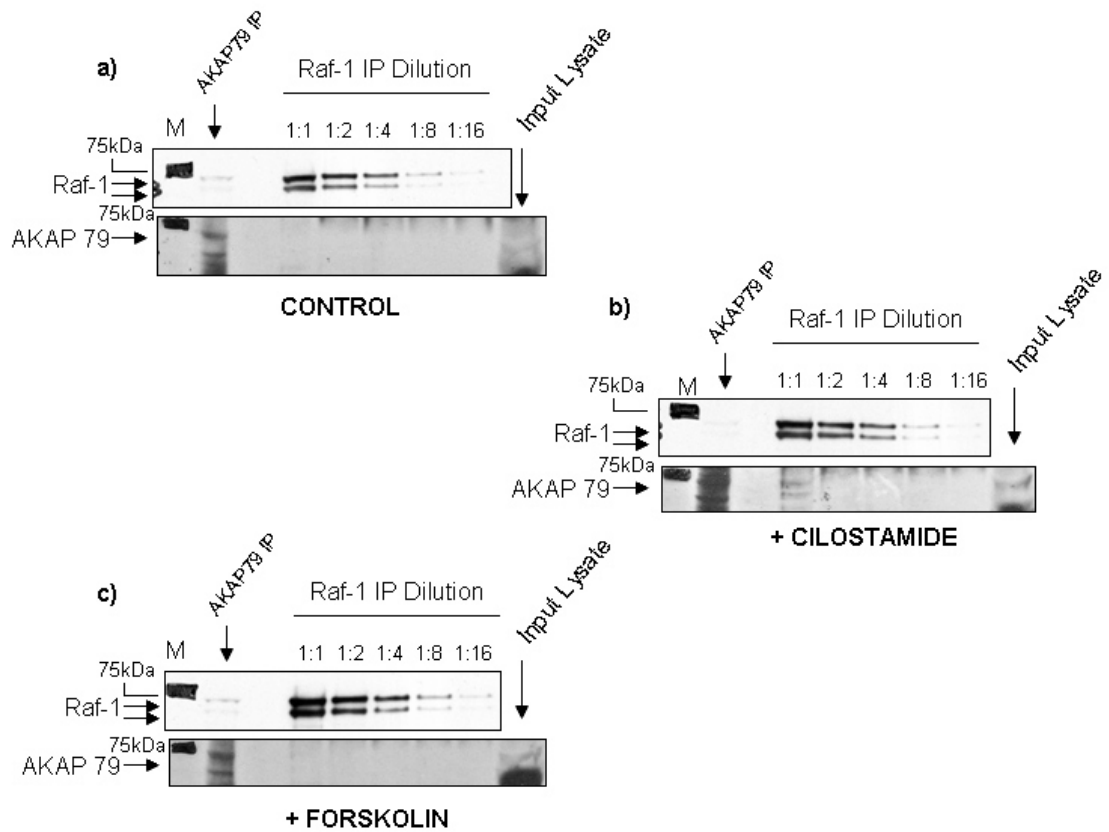 a)
AKAP79 IP
Raf-1 IP Dilution
Input Lysate
M
1:1 1:2 1:4 1:8 1:16
75kDa
Raf-1
75kDa
AKAP 79
CONTROL
b)
AKAP79 IP
Raf-1 IP Dilution
Input Lysate
M
1:1 1:2 1:4 1:8 1:16
75kDa
Raf-1
75kDa
AKAP 79
+ CILOSTAMIDE
c)
AKAP79 IP
Raf-1 IP Dilution
Input Lysate
M
1:1 1:2 1:4 1:8 1:16
75kDa
Raf-1
75kDa
AKAP 79
+ FORSKOLIN